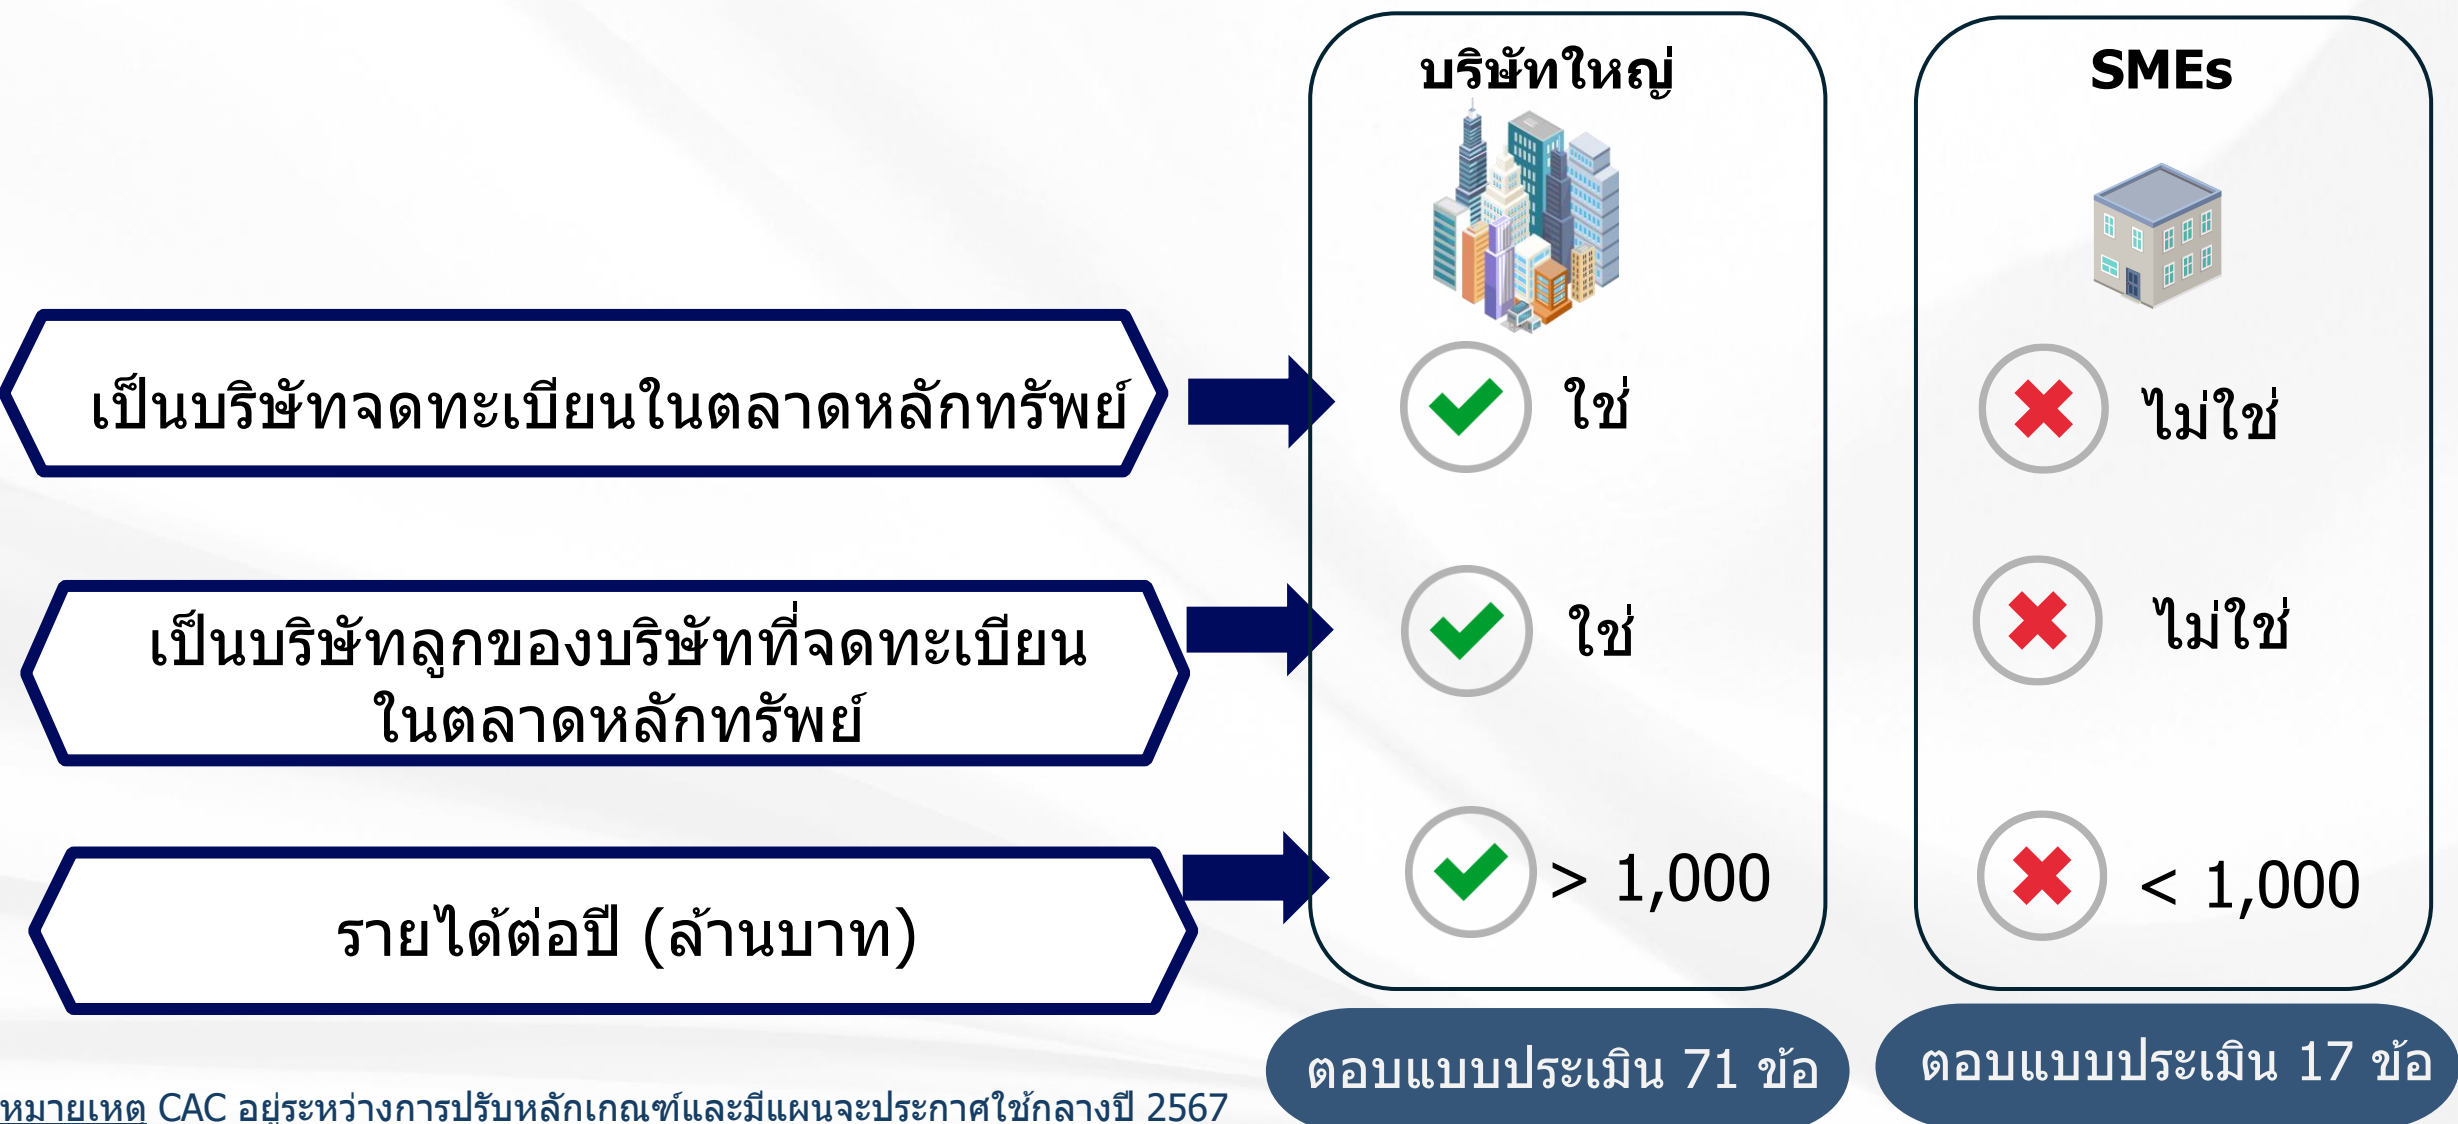 บริษัทใหญ่
SMEs
เป็นบริษัทจดทะเบียนในตลาดหลักทรัพย์
ใช่
ไม่ใช่
เป็นบริษัทลูกของบริษัทที่จดทะเบียน
ในตลาดหลักทรัพย์
ใช่
ไม่ใช่
รายได้ต่อปี (ล้านบาท)
> 1,000
< 1,000
ตอบแบบประเมิน 71 ข้อ
ตอบแบบประเมิน 17 ข้อ
หมายเหตุ CAC อยู่ระหว่างการปรับหลักเกณฑ์และมีแผนจะประกาศใช้กลางปี 2567